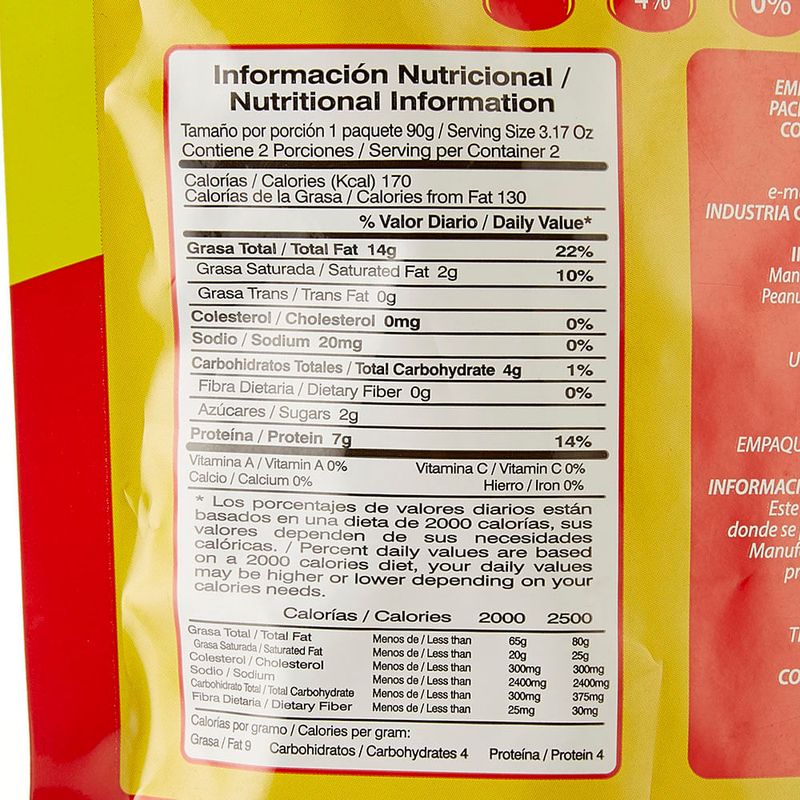 4%
0%
Información Nutricional /
Nutritional Information
Tamaño por porción 1 paquete 90g / Serving Size 3.17 Oz
Contiene 2 Porciones / Serving per Container 2
Calorías / Calories (Kcal) 170
Calorías de la Grasa / Calories from Fat 130
% Valor Diario / Daily Value*
Grasa Total / Total Fat 14g 22%
Grasa Saturada / Saturated Fat 2g 10%
Grasa Trans / Trans Fat 0g
Colesterol / Cholesterol 0mg 0%
Sodio / Sodium 20mg 0%
Carbohidratos Totales / Total Carbohydrate 4g 1%
Fibra Dietaria / Dietary Fiber 0g 0%
Azúcares / Sugars 2g
Proteína / Protein 7g 14%
Vitamina A / Vitamin A 0% Vitamina C / Vitamin C 0%
Calcio / Calcium 0% Hierro / Iron 0%
* Los porcentajes de valores diarios están
basados en una dieta de 2000 calorías, sus
valores dependen de sus necesidades
calóricas. / Percent daily values are based
on a 2000 calories diet, your daily values
may be higher or lower depending on your
calories needs.
Calorías / Calories 2000 2500
Grasa Total / Total Fat Menos de / Less than 65g 80g
Grasa Saturada / Saturated Fat Menos de / Less than 20g 25g
Colesterol / Cholesterol Menos de / Less than 300mg 300mg
Sodio / Sodium Menos de / Less than 2400mg 2400mg
Carbohidrato Total / Total Carbohydrate Menos de / Less than 300mg 375mg
Fibra Dietaria / Dietary Fiber Menos de / Less than 25mg 30mg
Calorías por gramo / Calories per gram:
Grasa / Fat 9 Carbohidratos / Carbohydrates 4 Proteína / Protein 4
INDUSTRIA
Este
donde se